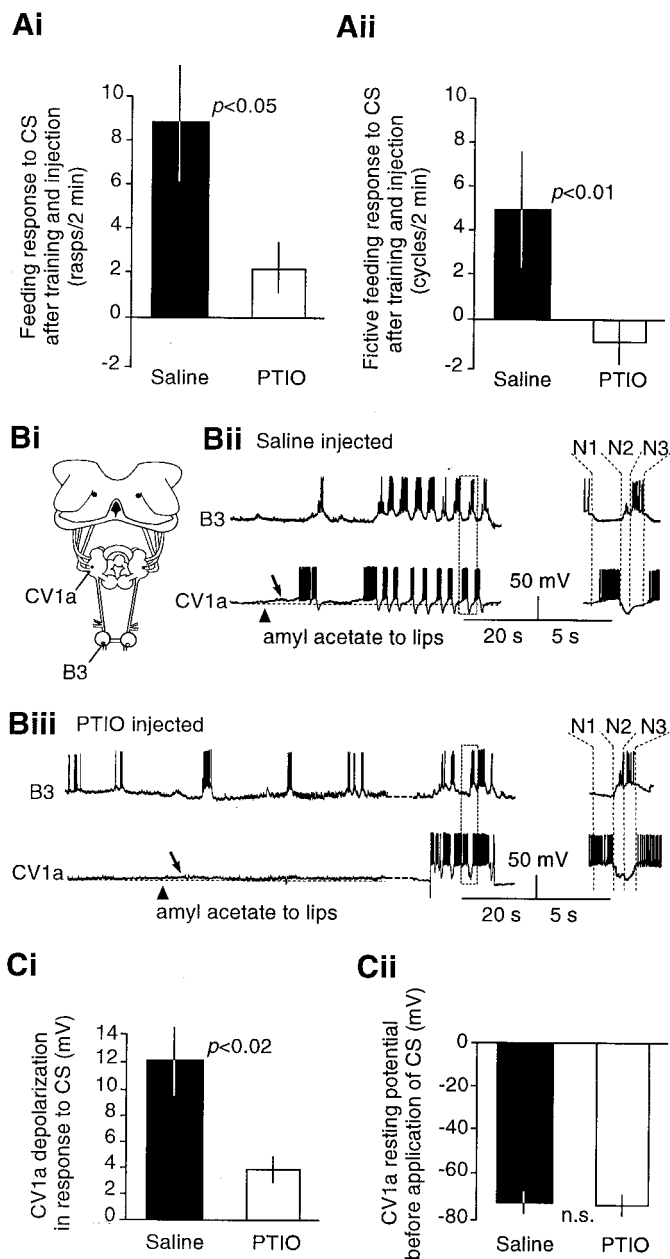 Ai
Feeding response to CS
after training and injection
(rasps/2 min)
10
8
6
4
2
0
-2
p<0.05
Saline
PTIO
Aii
Fictive feeding response to CS
after training and injection
(cycles/2 min)
10
8
6
4
2
0
-2
p<0.01
Saline
PTIO
Bi
CV1a
B3
Bii Saline injected
B3
CV1a
amyl acetate to lips
50 mV
20 s
5 s
N1
N2
N3
Biii PTIO injected
B3
CV1a
amyl acetate to lips
50 mV
20 s
5 s
N1
N2
N3
Ci
CV1a depolarization
in response to CS (mV)
14
12
10
8
6
4
2
0
p<0.02
Saline
PTIO
Cii
CV1a resting potential
before application of CS (mV)
0
-20
-40
-60
-80
n.s.
Saline
PTIO